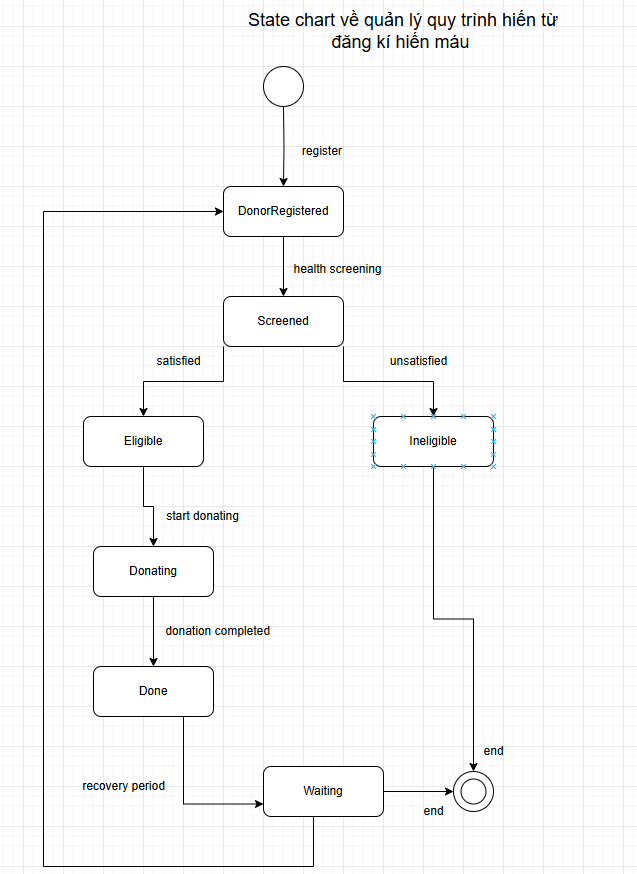 State chart về quản lý quy trình hiến từ
đăng kí hiến máu
register
DonorRegistered
health screening
Screened
satisfied
unsatisfied
Eligible
Ineligible
start donating
Donating
donation completed
Done
end
recovery period
Waiting
end